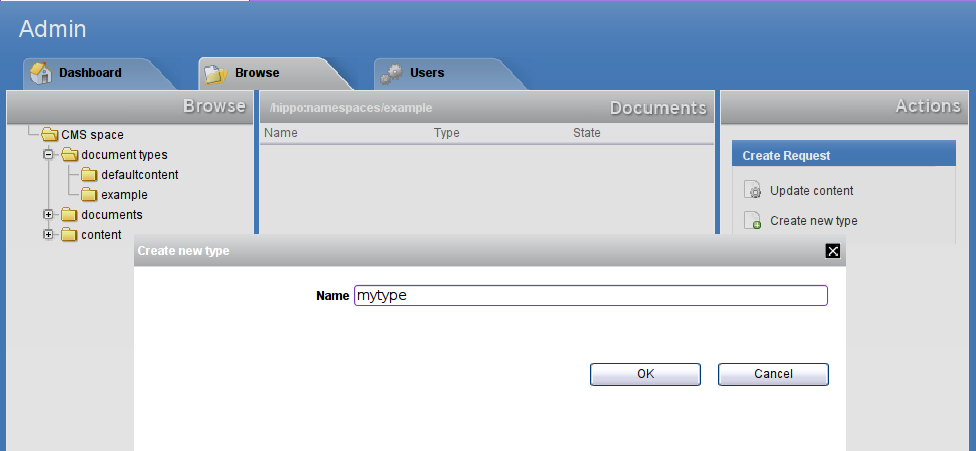 Admin
Dashboard Browse Users
Browse /hippo:namespaces/example Documents Actions
CMS space Name Type State
document types Create Request
defaultcontent Update content
example
documents Create new type
content
Create new type
Name mytype
OK Cancel